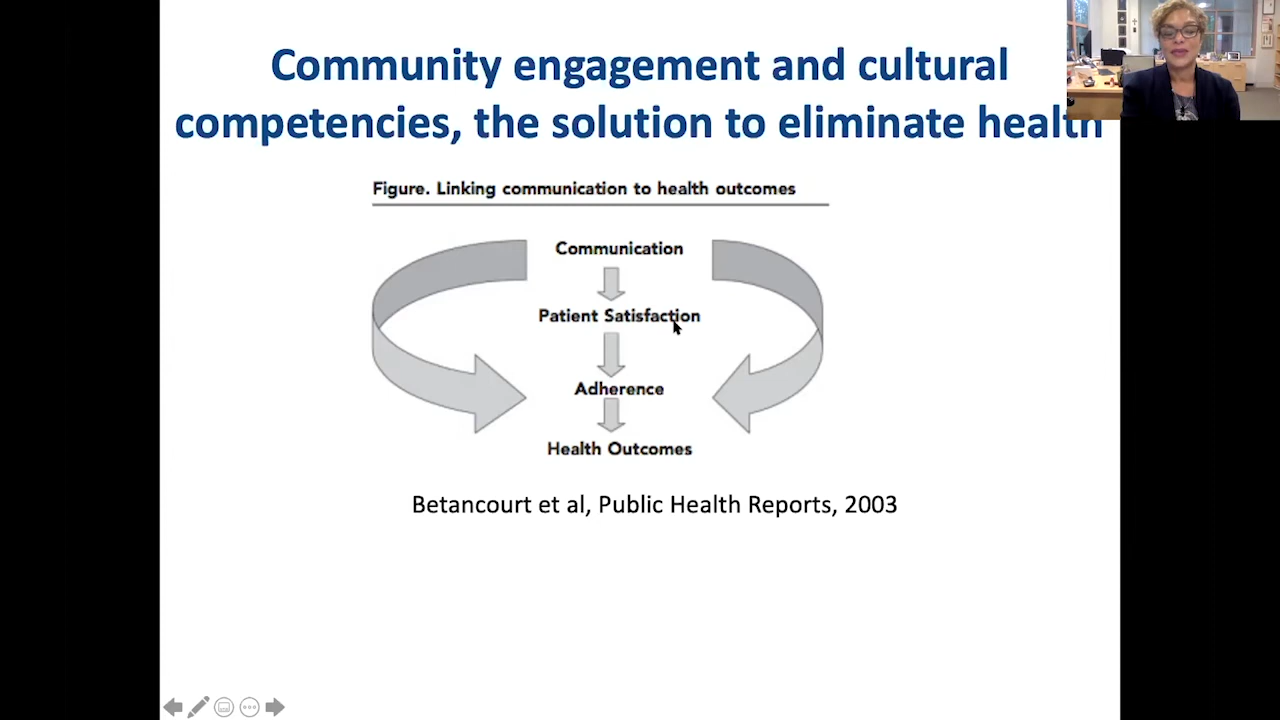 Community engagement and cultural
competencies, the solution to eliminate health
Figure. Linking communication to health outcomes
Communication
Patient Satisfaction
Adherence
Health Outcomes
Betancourt et al, Public Health Reports, 2003